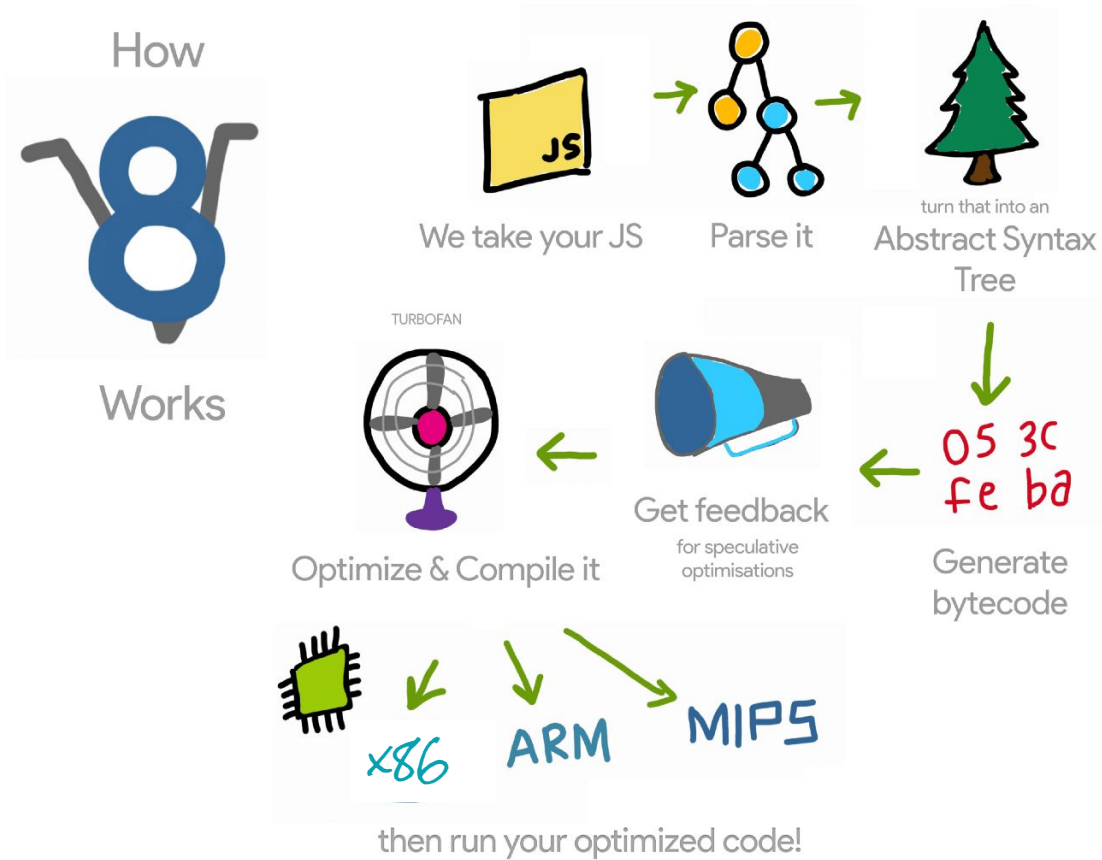 How
8
Works
JS
We take your JS
Parse it
turn that into an
Abstract Syntax
Tree
05 3c
fe ba
Generate
bytecode
Get feedback
for speculative
optimisations
TURBOFAN
Optimize & Compile it
x86
ARM
MIPS
then run your optimized code!